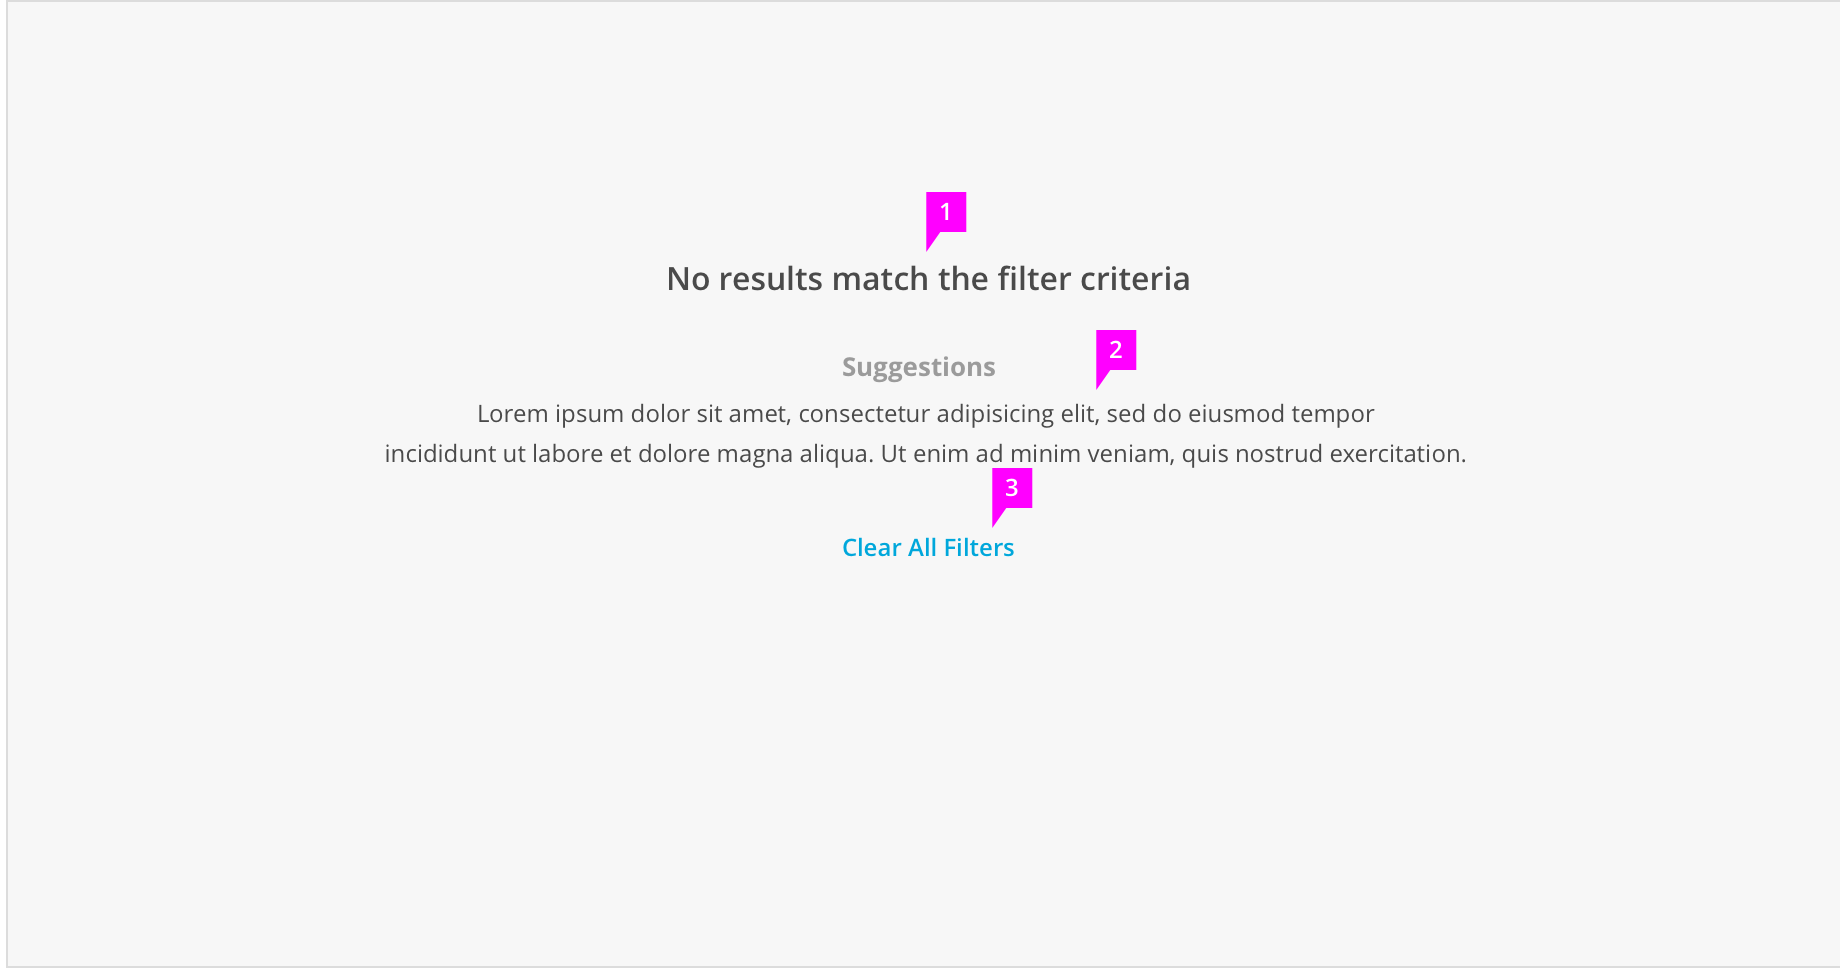 1
No results match the filter criteria
2
Suggestions
Lorem ipsum dolor sit amet, consectetur adipisicing elit, sed do eiusmod tempor
incididunt ut labore et dolore magna aliqua. Ut enim ad minim veniam, quis nostrud exercitation.
3
Clear All Filters